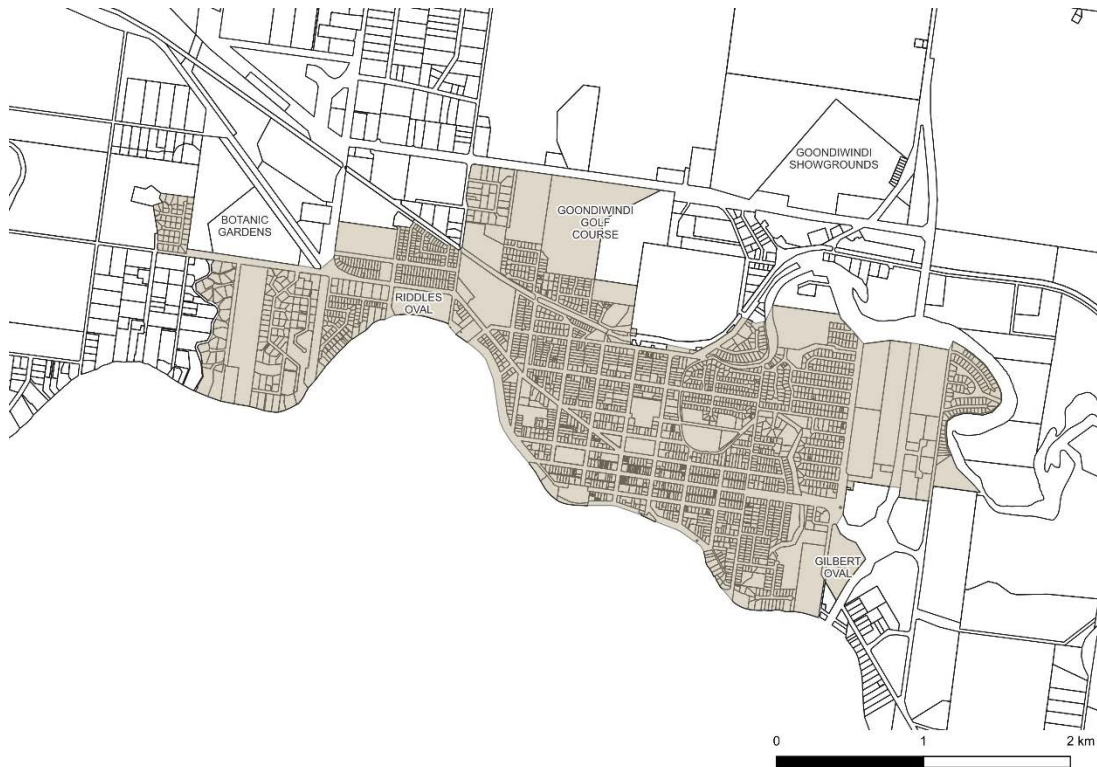 GOONDIWINDI
SHOWGROUNDS
BOTANIC
GARDENS
GOONDIWINDI
GOLF
COURSE
RIDDLES
OVAL
GILBERT
OVAL
0 1 2 km